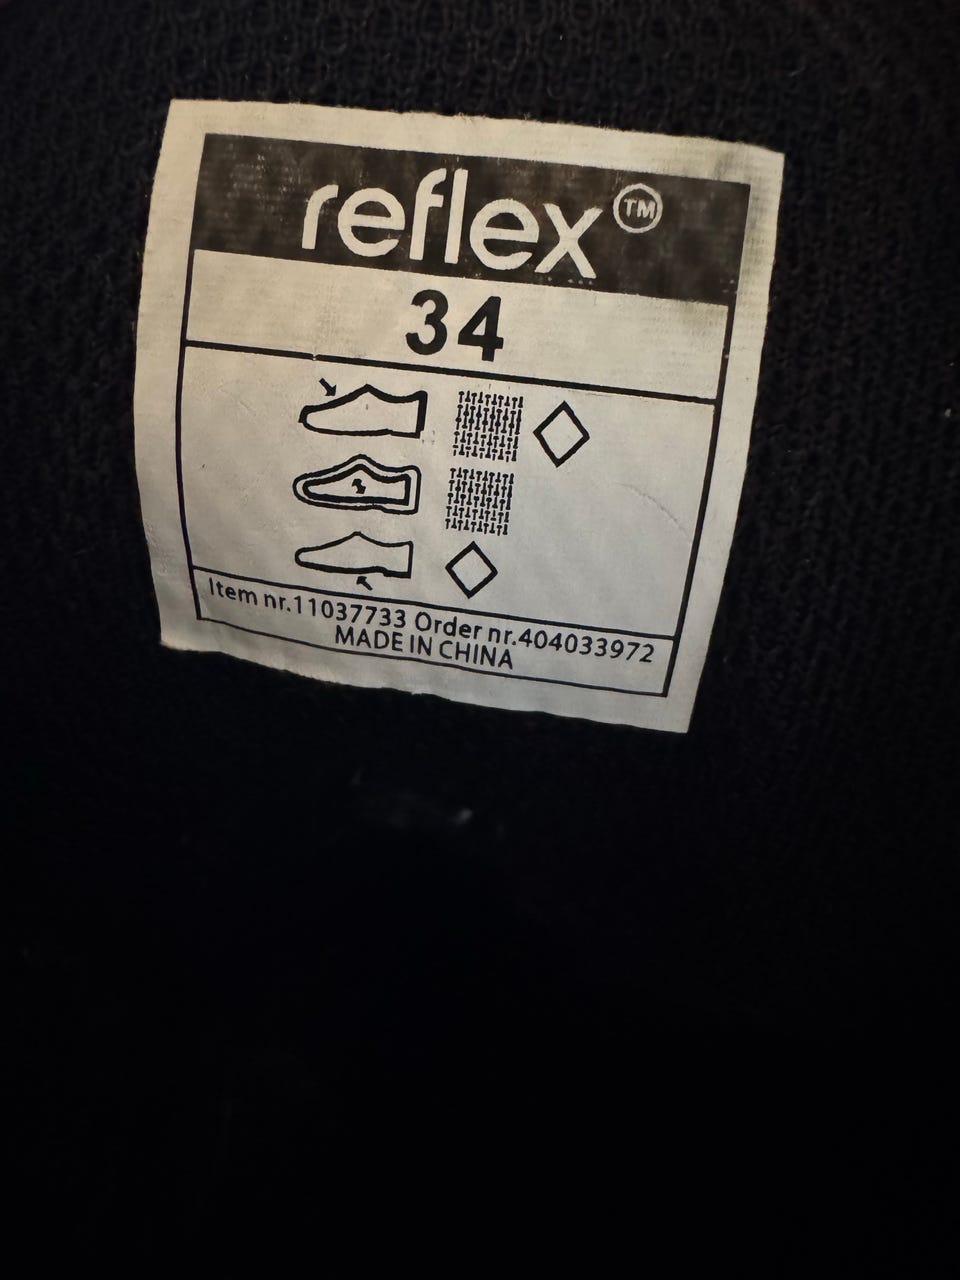 reflex™
34
Item nr.11037733 Order nr.404033972
MADE IN CHINA